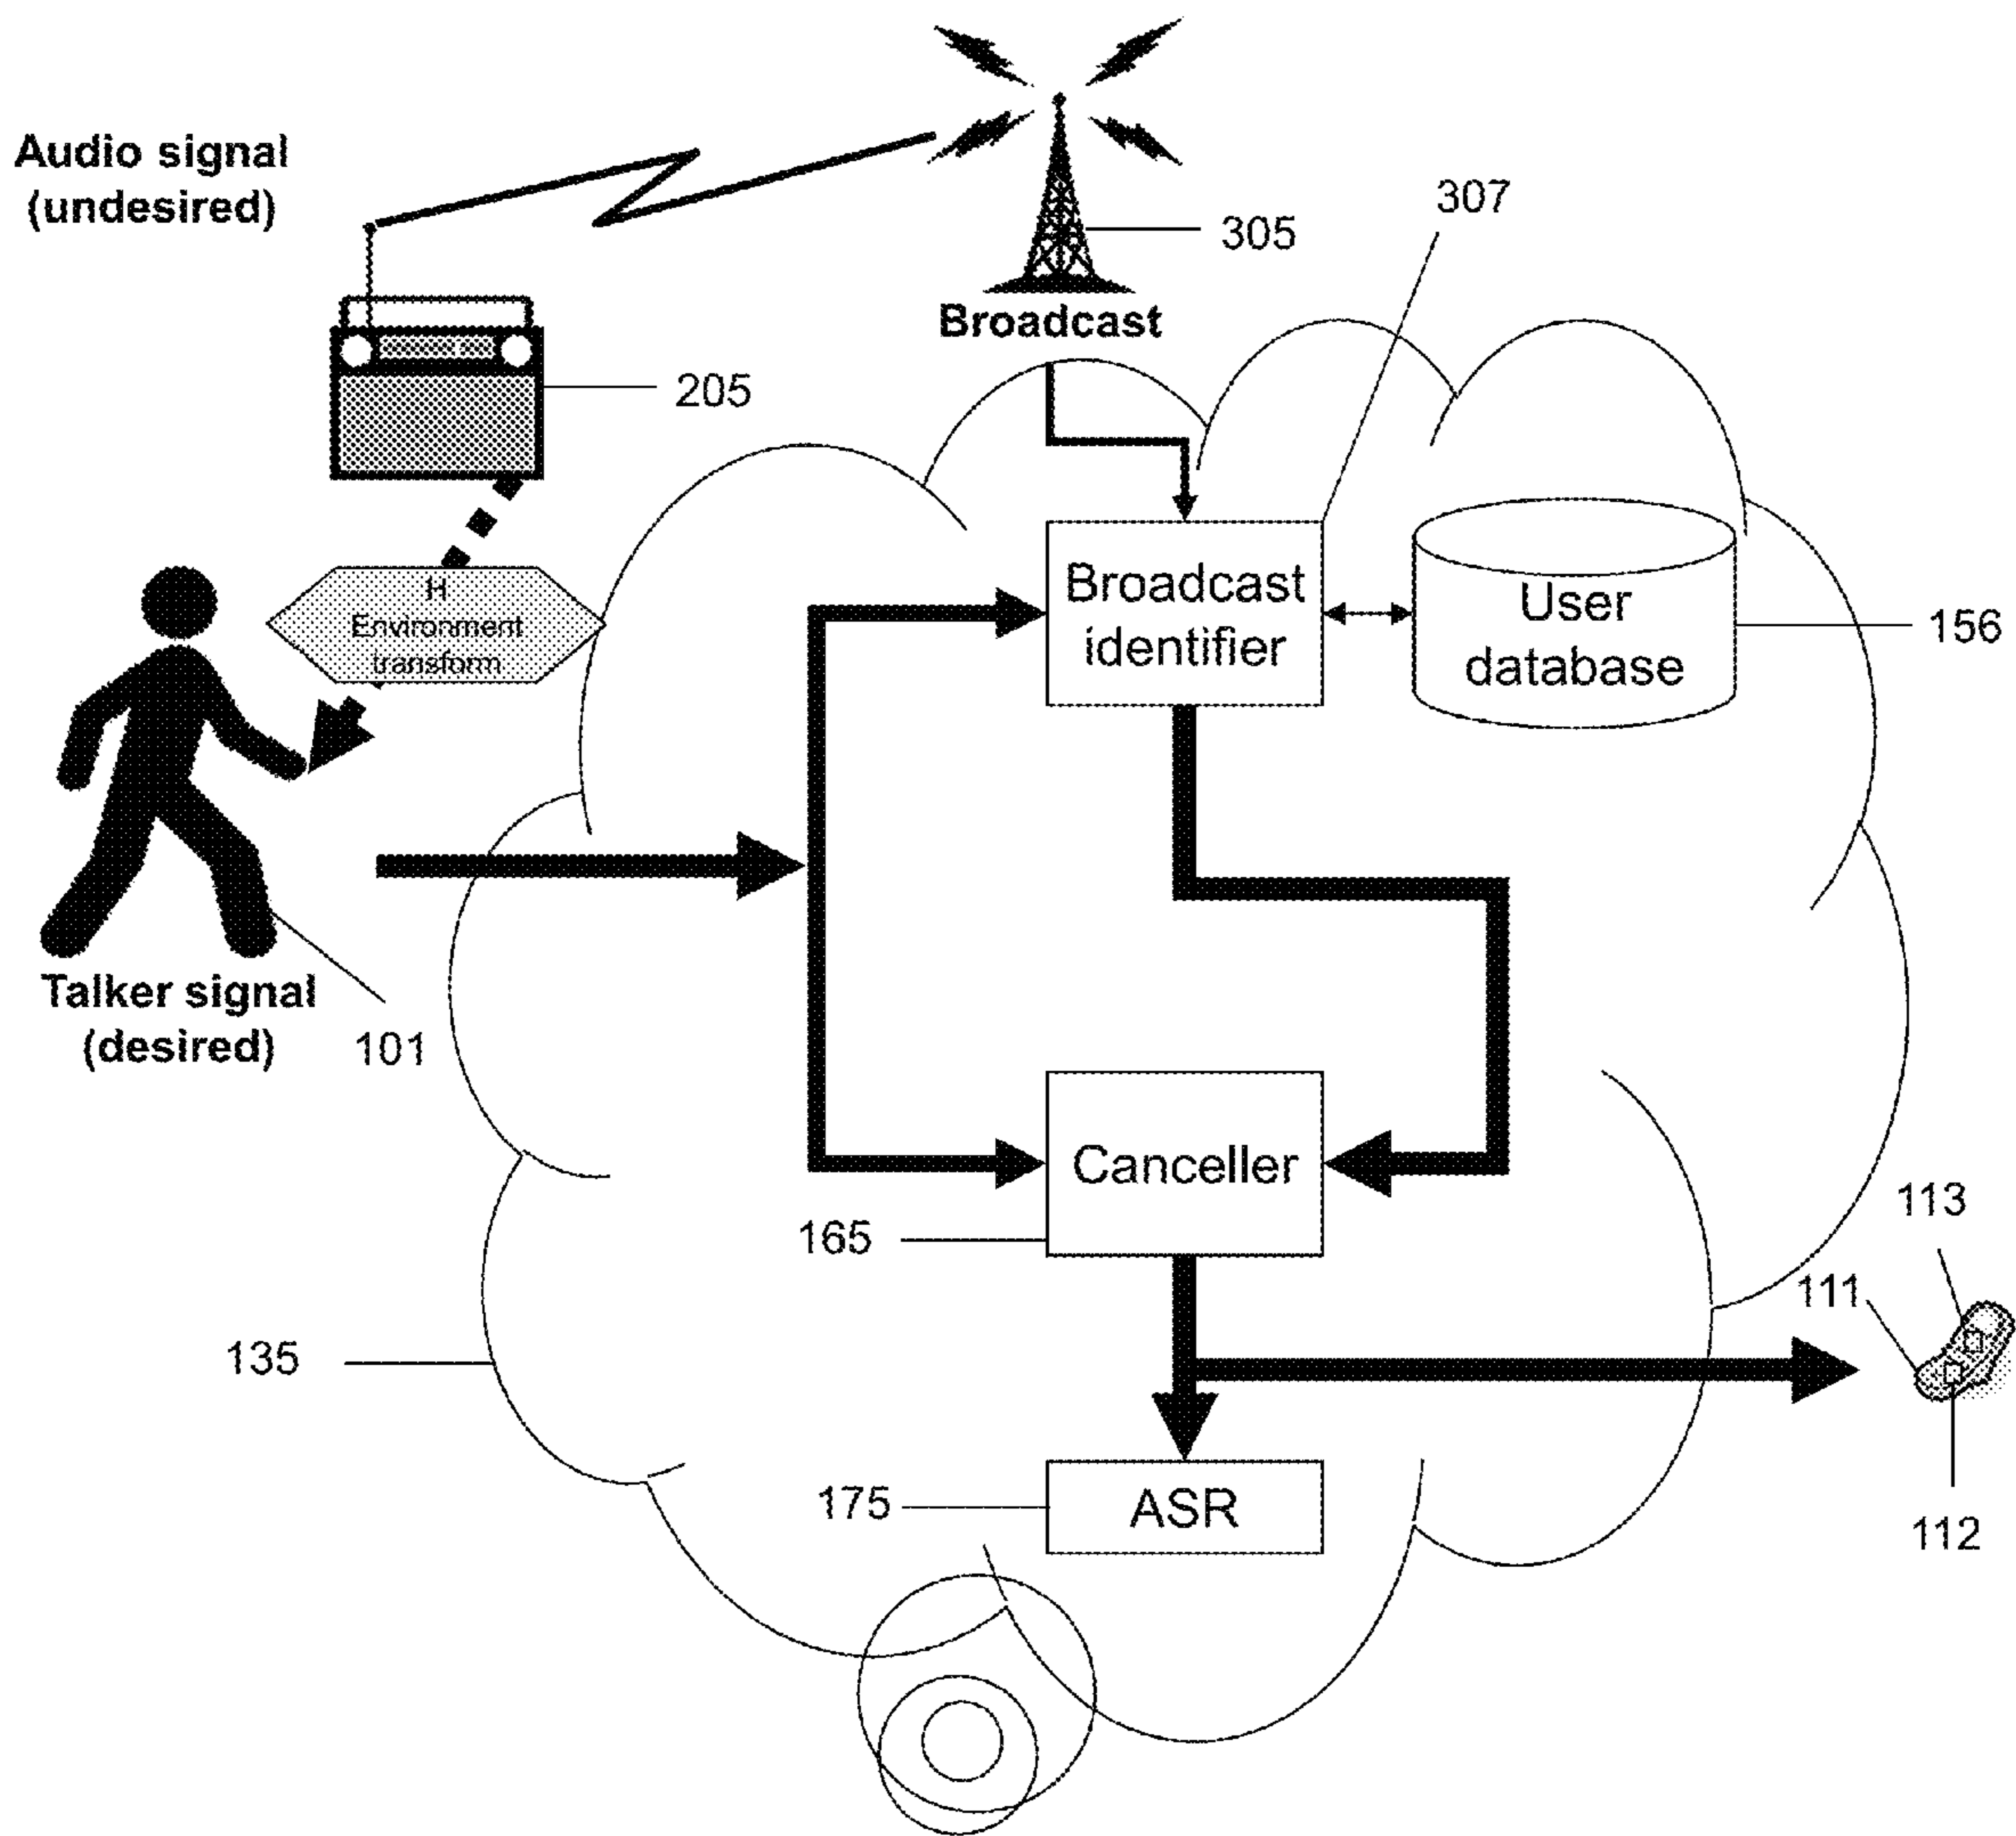 Audio signal
(undesired)
305
307
Broadcast
205
H
Environment
transform
Broadcast
identifier
User
database
156
Talker signal
(desired)
101
Canceller
165
113
111
135
175
ASR
112